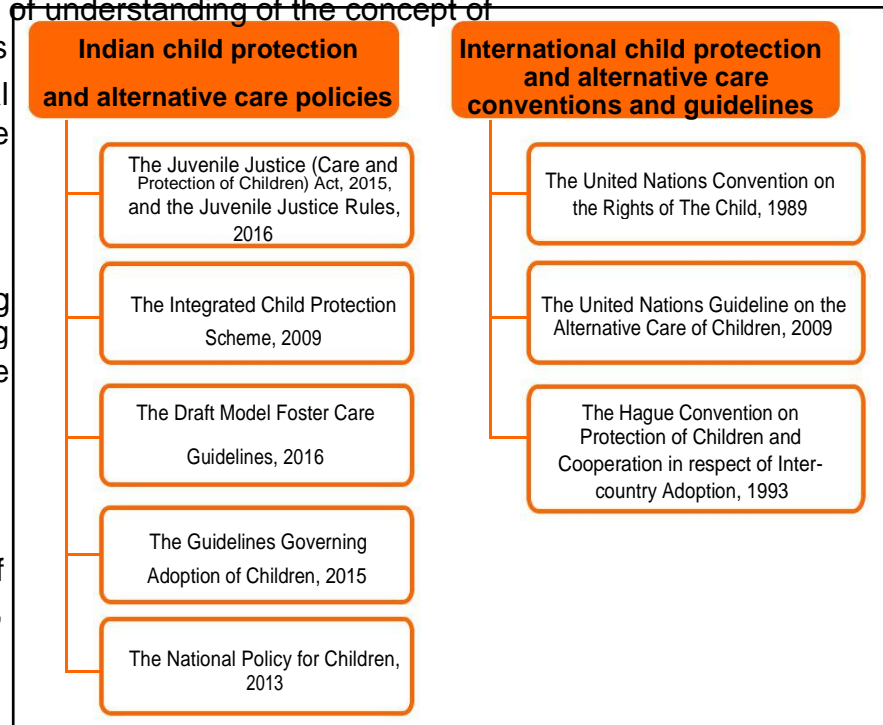 of understanding of the concept of
s
l
e
g
g
e
f
,
Indian child protection
and alternative care policies
The Juvenile Justice (Care and
Protection of Children) Act, 2015,
and the Juvenile Justice Rules,
2016
The Integrated Child Protection
Scheme, 2009
The Draft Model Foster Care
Guidelines, 2016
The Guidelines Governing
Adoption of Children, 2015
The National Policy for Children,
2013
International child protection
and alternative care
conventions and guidelines
The United Nations Convention on
the Rights of The Child, 1989
The United Nations Guideline on the
Alternative Care of Children, 2009
The Hague Convention on
Protection of Children and
Cooperation in respect of Inter-
country Adoption, 1993